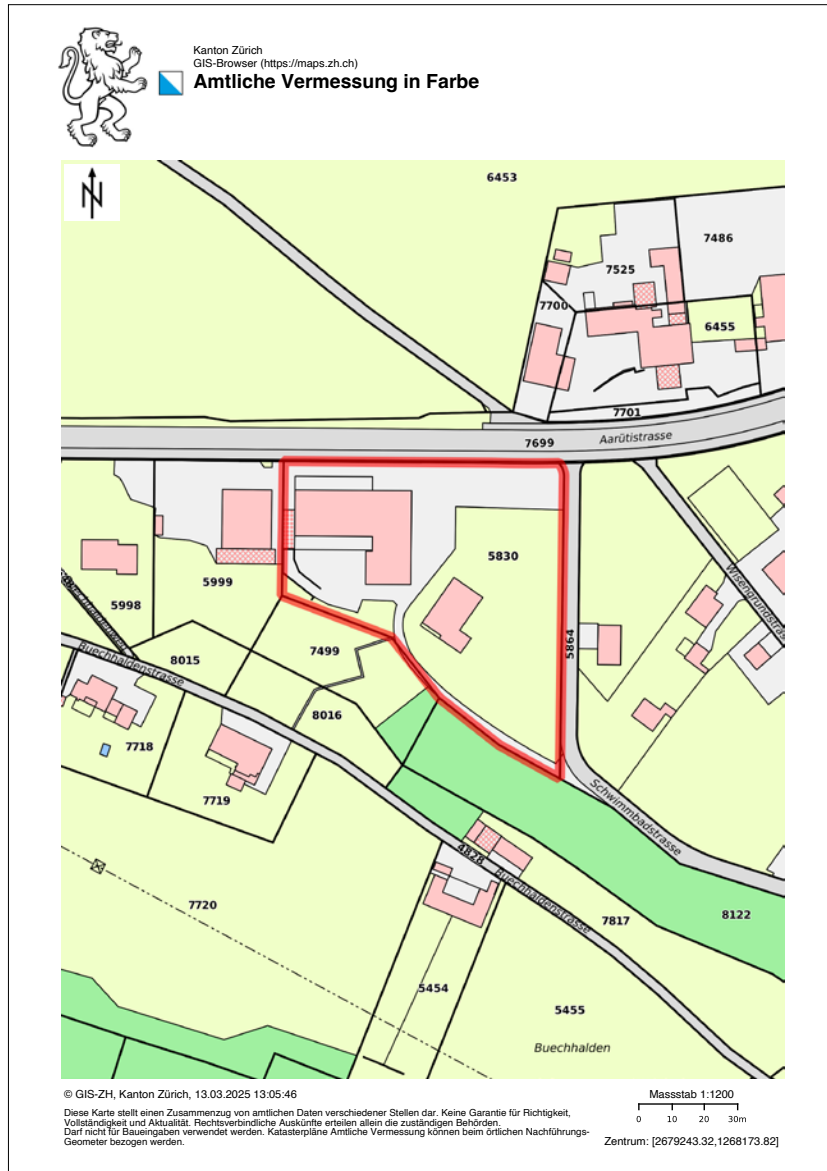 Kanton Zürich
GIS-Browser (https://maps.zh.ch)
Amtliche Vermessung in Farbe
N
6453
7486
7525
7700
6455
7701
7699
Aarütistrasse
5830
5999
5998
Wisengrundstrasse
5864
7499
8015
Buechhaldenstrasse
8016
7718
7719
Schwimmbadstrasse
4828
Buechhaldenstrasse
7720
7817
8122
5454
5455
Buechhalden
© GIS-ZH, Kanton Zürich, 13.03.2025 13:05:46
Diese Karte stellt einen Zusammenzug von amtlichen Daten verschiedener Stellen dar. Keine Garantie für Richtigkeit,
Vollständigkeit und Aktualität. Rechtsverbindliche Auskünfte erteilen allein die zuständigen Behörden.
Darf nicht für Baueingaben verwendet werden. Katasterpläne Amtliche Vermessung können beim örtlichen Nachführungs-
Geometer bezogen werden.
Massstab 1:1200
0 10 20 30m
Zentrum: [2679243.32,1268173.82]